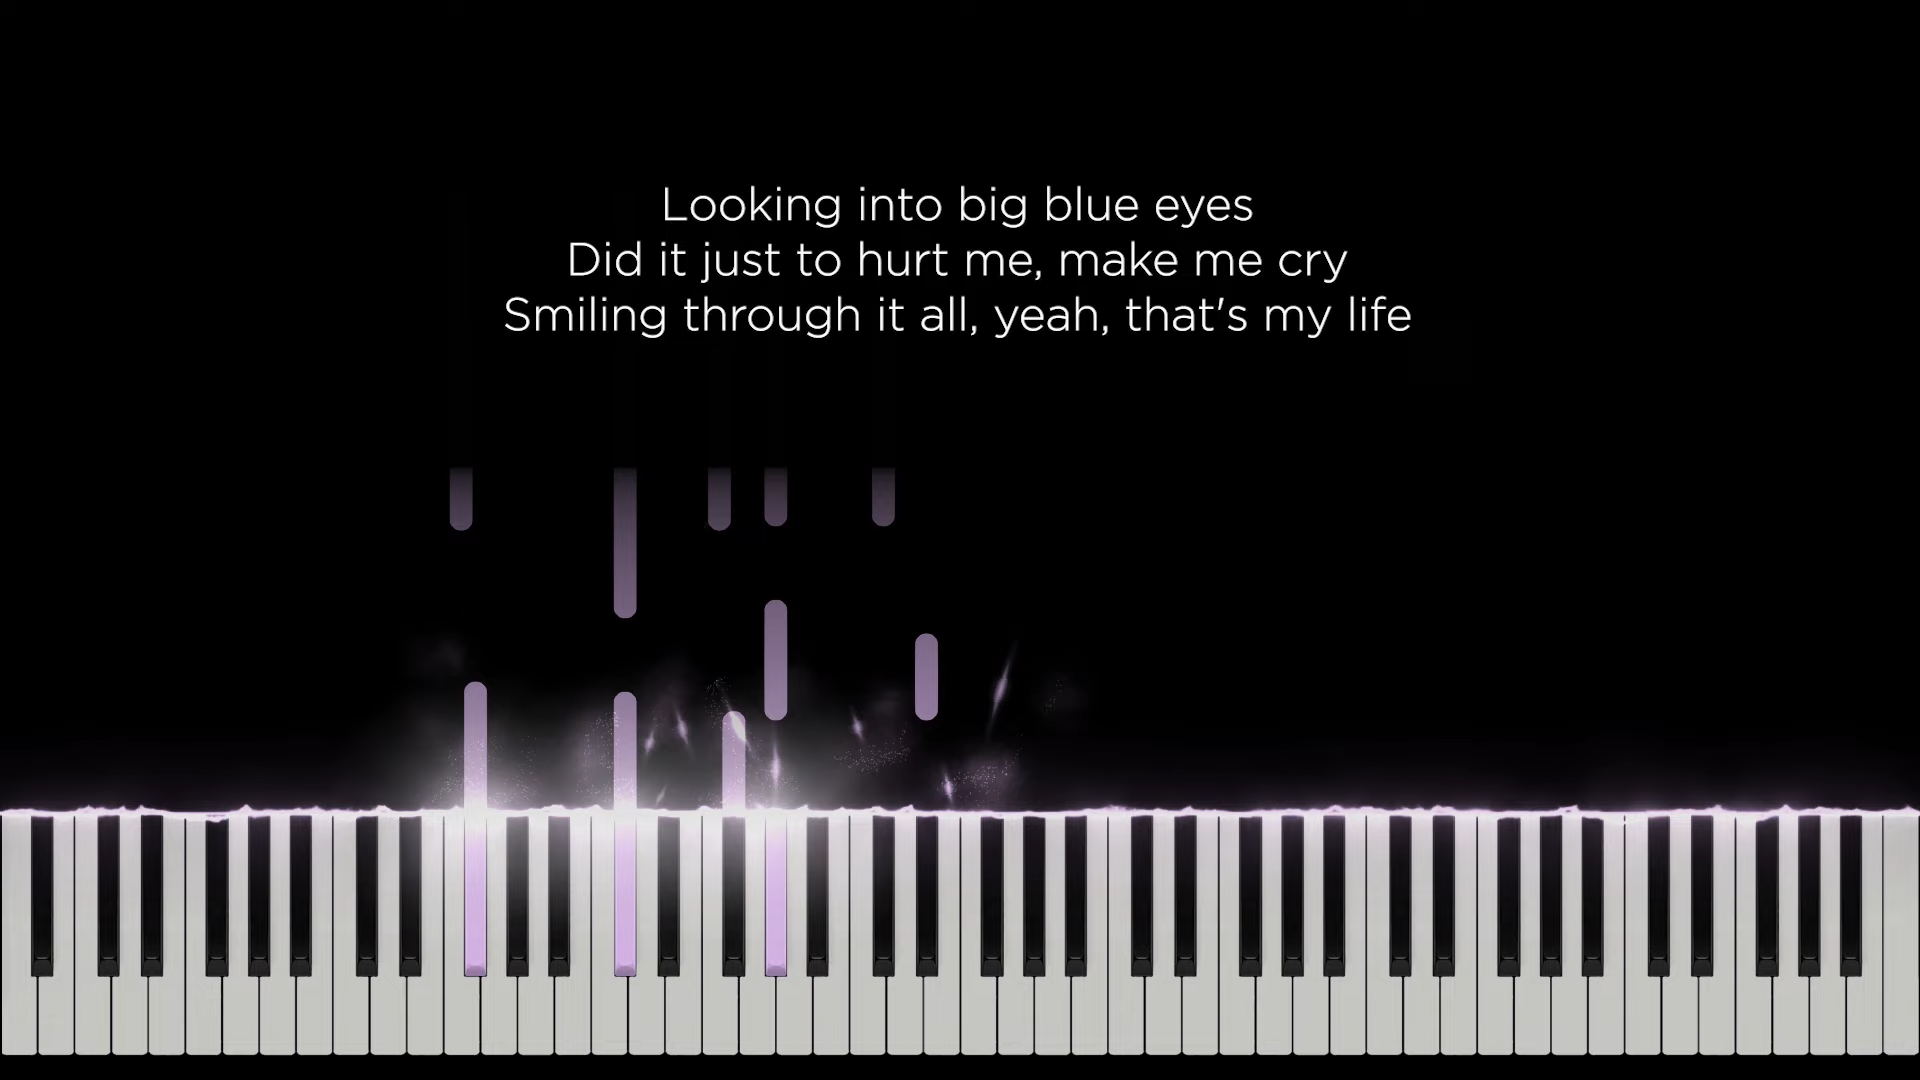 Looking into big blue eyes
Did it just to hurt me, make me cry
Smiling through it all, yeah, that's my life